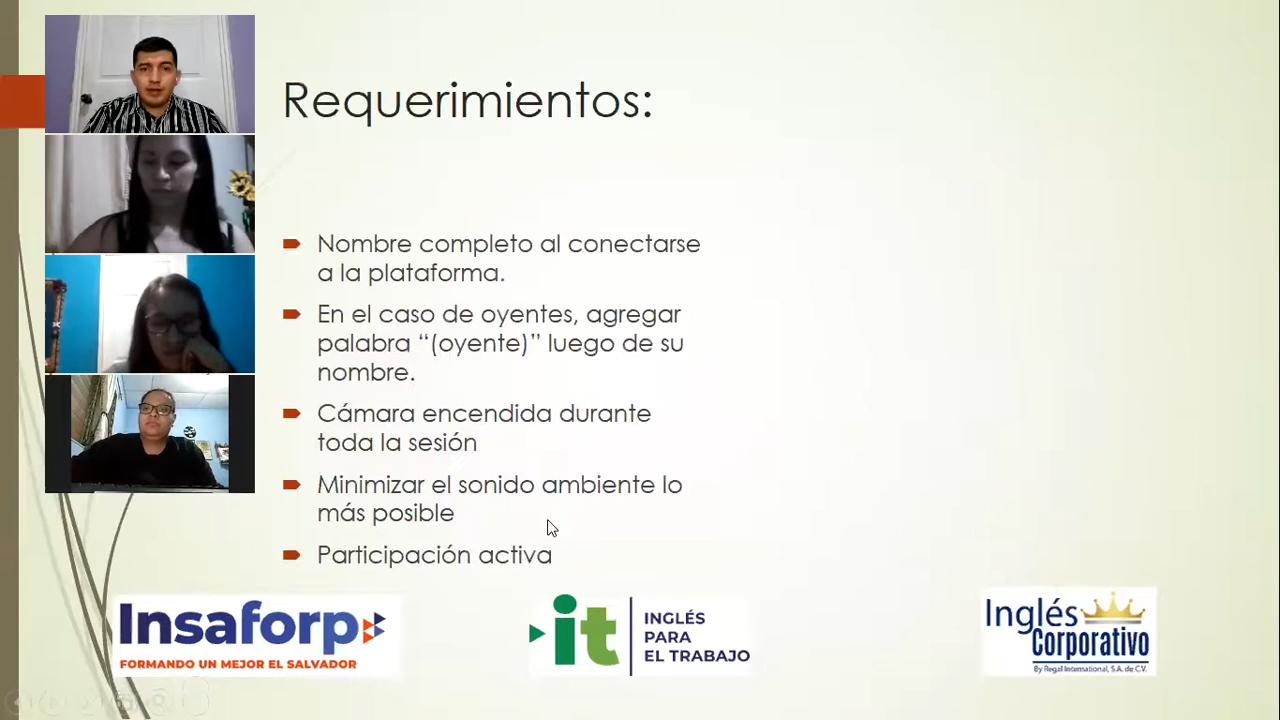 Requerimientos:
Nombre completo al conectarse
a la plataforma.
En el caso de oyentes, agregar
palabra “(oyente)” luego de su
nombre.
Cámara encendida durante
toda la sesión
Minimizar el sonido ambiente lo
más posible
Participación activa
Insaforp
FORMANDO UN MEJOR EL SALVADOR
it
INGLÉS
PARA
EL TRABAJO
Inglés
Corporativo
By Regal International, S.A. de C.V.